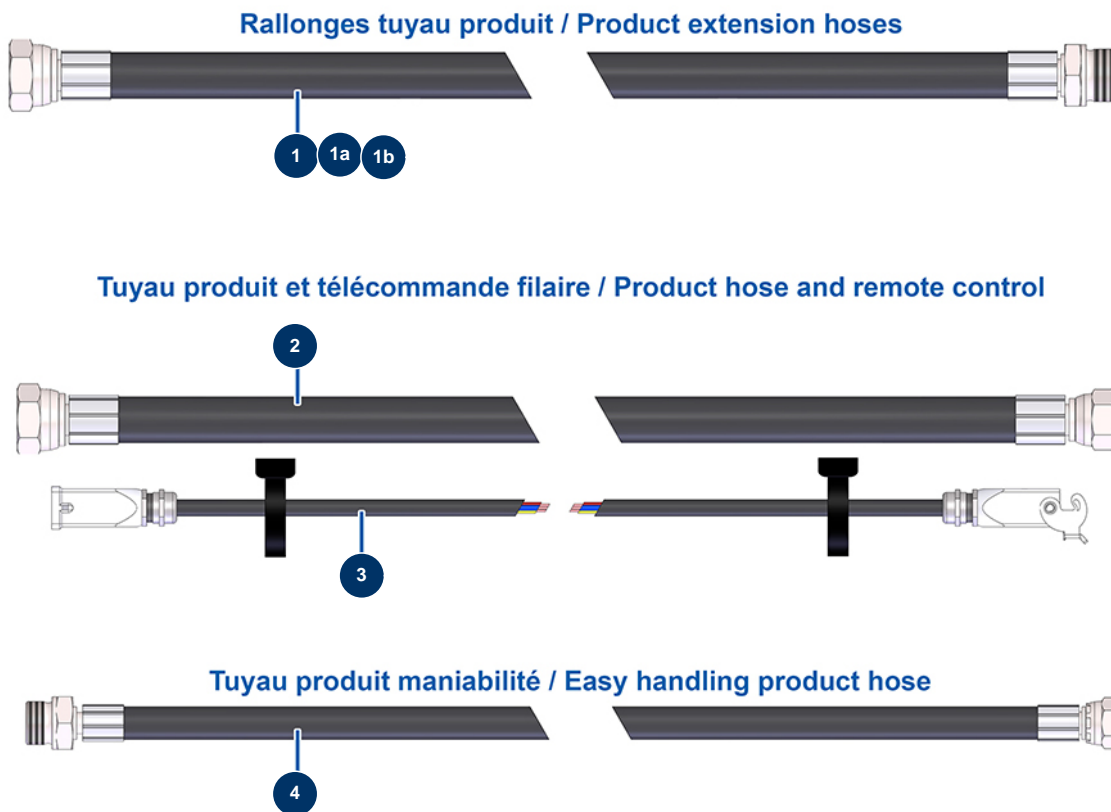 Rallonges tuyau produit / Product extension hoses
1 1a 1b
Tuyau produit et télécommande filaire / Product hose and remote control
2
3
Tuyau produit maniabilité / Easy handling product hose
4